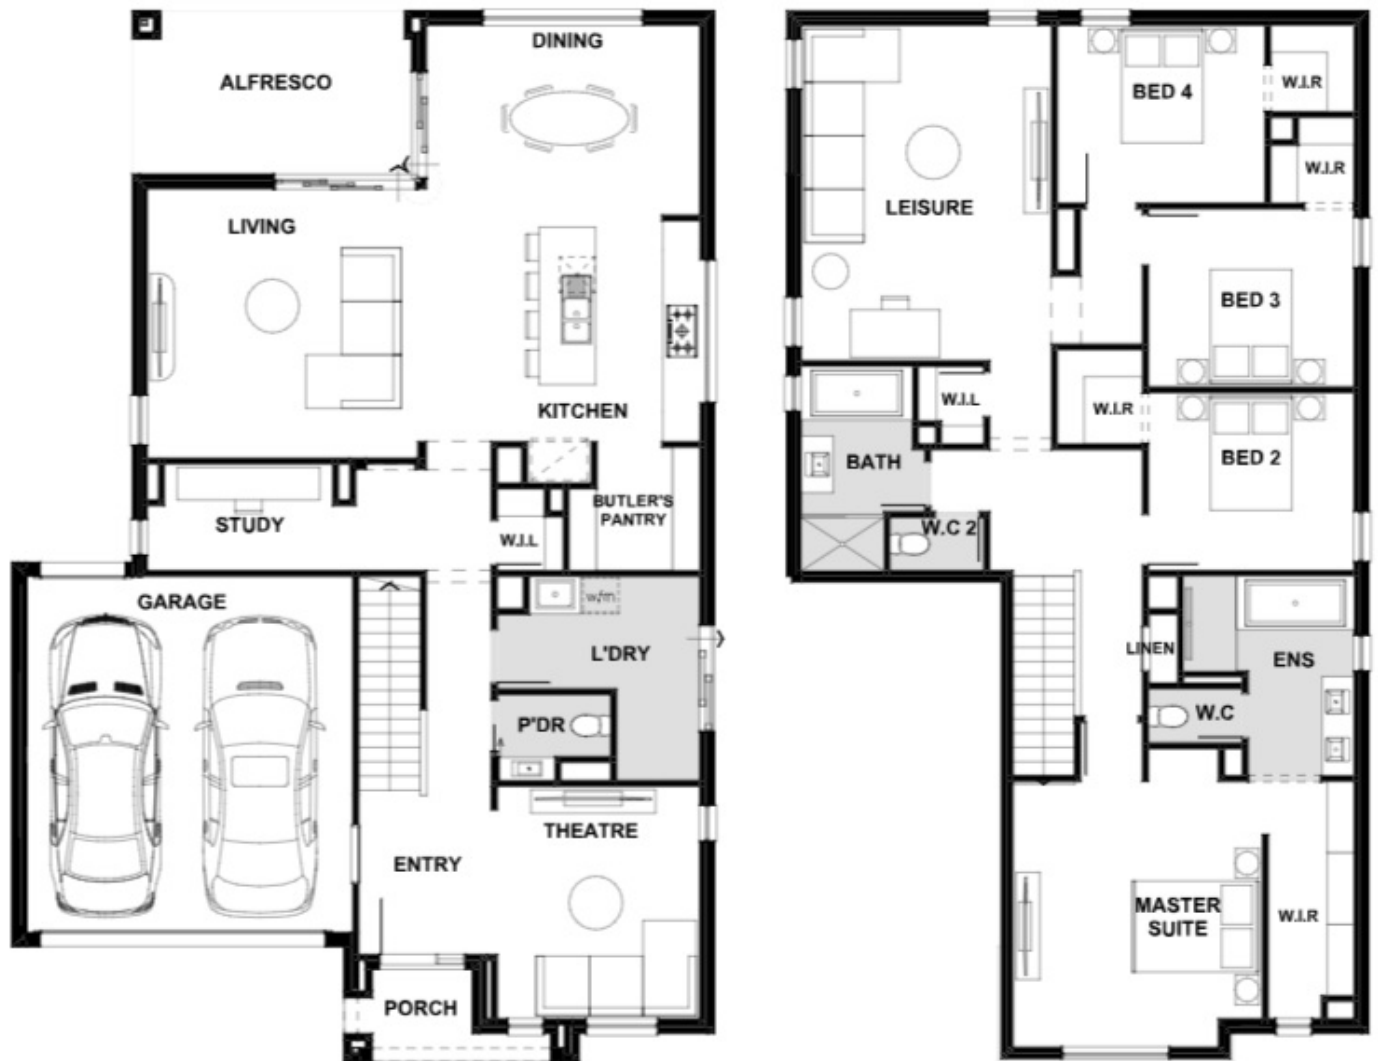 DINING
ALFRESCO
LIVING
KITCHEN
BUTLER'S
PANTRY
STUDY
W.I.L
GARAGE
w/m
L'DRY
P'DR
THEATRE
ENTRY
PORCH
BED 4
W.I.R
W.I.R
LEISURE
BED 3
W.I.L
W.I.R
BATH
BED 2
W.C 2
LINEN
ENS
W.C
MASTER
SUITE
W.I.R